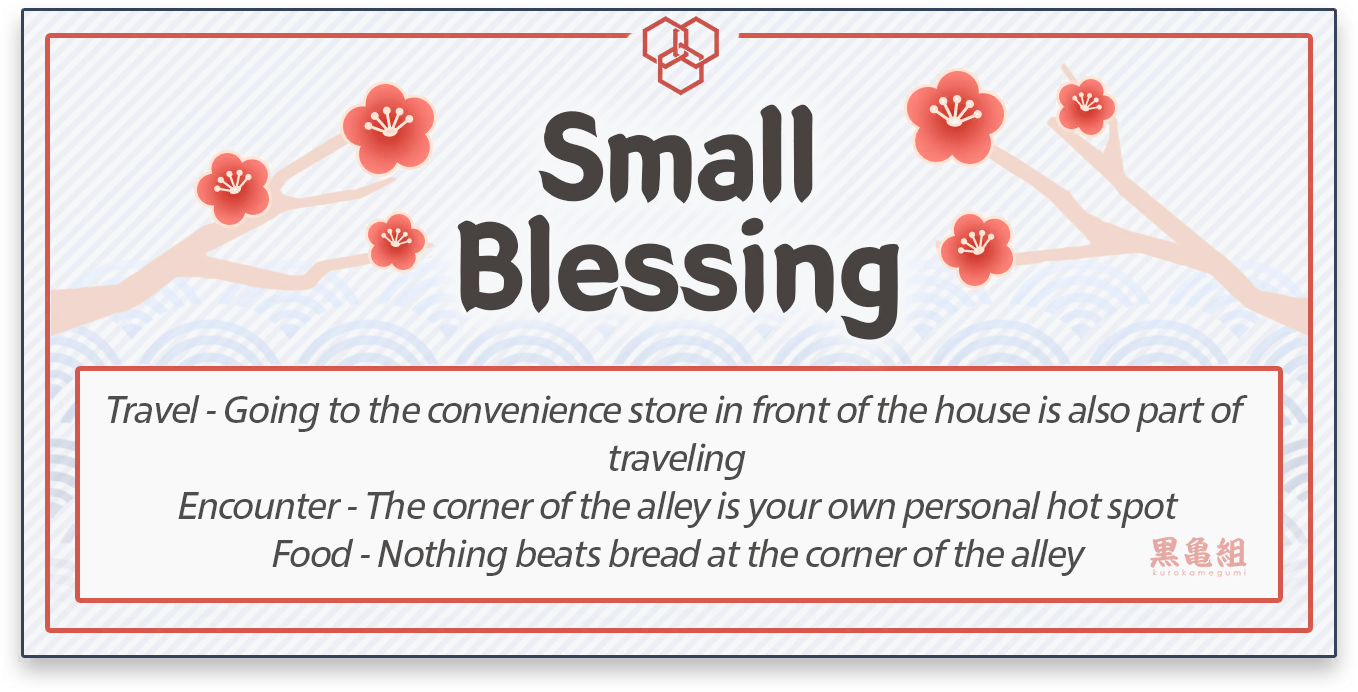 Small
Blessing
Travel - Going to the convenience store in front of the house is also part of
traveling
Encounter - The corner of the alley is your own personal hot spot
Food - Nothing beats bread at the corner of the alley
黒亀組
kurokamegumi